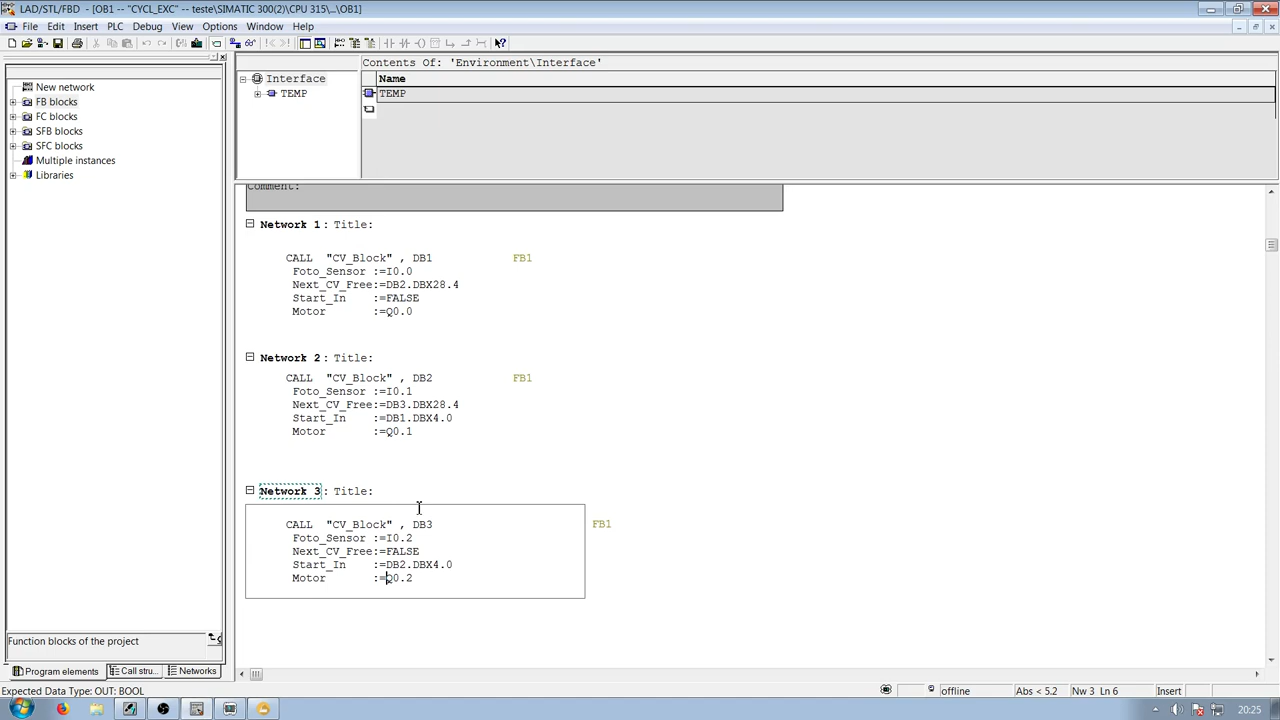 LAD/STL/FBD - [OB1 -- "CYCL_EXC" -- teste\SIMATIC 300(2)\CPU 315\...\OB1]
File Edit Insert PLC Debug View Options Window Help
New network
FB blocks
FC blocks
SFB blocks
SFC blocks
Multiple instances
Libraries
Function blocks of the project
Program elements
Call stru...
Networks
Contents Of: 'Environment\Interface'
Interface
TEMP
Name
TEMP
Comment:
Network 1: Title:
CALL "CV_Block" , DB1 FB1
Foto_Sensor :=I0.0
Next_CV_Free:=DB2.DBX28.4
Start_In :=FALSE
Motor :=Q0.0
Network 2: Title:
CALL "CV_Block" , DB2 FB1
Foto_Sensor :=I0.1
Next_CV_Free:=DB3.DBX28.4
Start_In :=DB1.DBX4.0
Motor :=Q0.1
Network 3: Title:
CALL "CV_Block" , DB3 FB1
Foto_Sensor :=I0.2
Next_CV_Free:=FALSE
Start_In :=DB2.DBX4.0
Motor :=Q0.2
Expected Data Type: OUT: BOOL
offline
Abs < 5.2
Nw 3 Ln 6
Insert
20:25